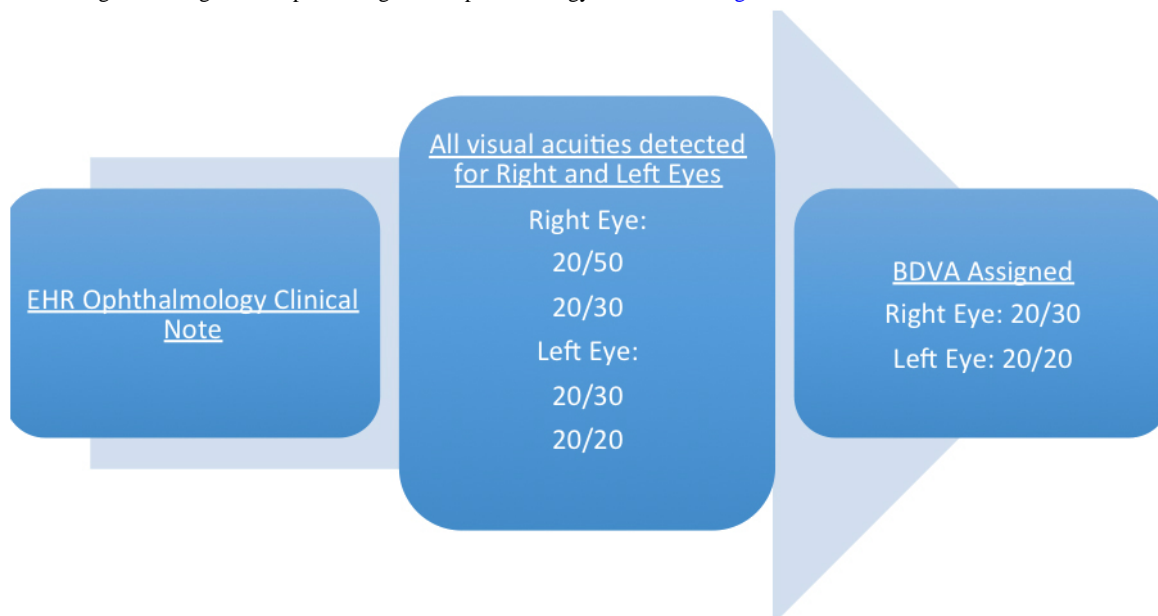 EHR Ophthalmology Clinical
Note
All visual acuities detected
for Right and Left Eyes
Right Eye:
20/50
20/30
Left Eye:
20/30
20/20
BDVA Assigned
Right Eye: 20/30
Left Eye: 20/20